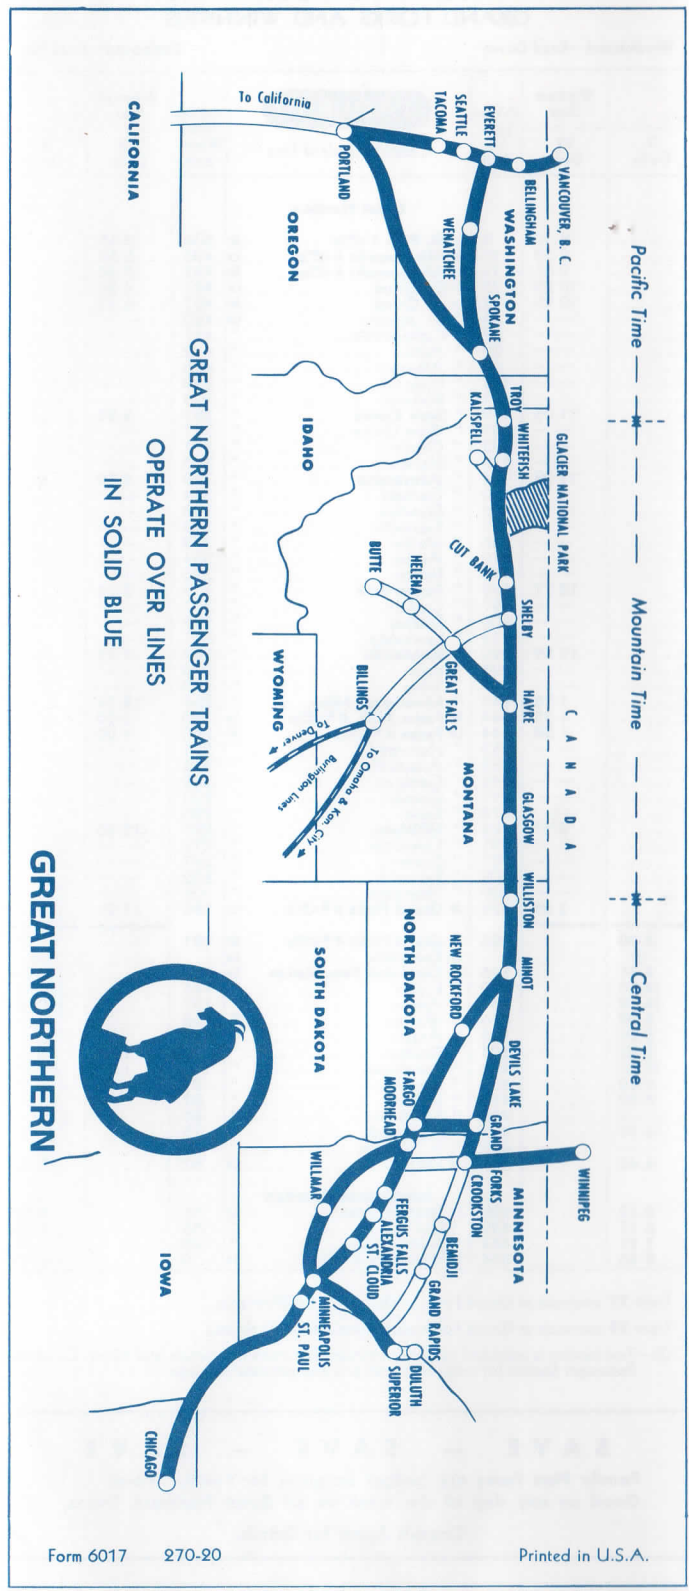 Pacific Time
Mountain Time
Central Time
VANCOUVER, B. C.
BELLINGHAM
EVERETT
SEATTLE
TACOMA
PORTLAND
To California
CALIFORNIA
OREGON
WASHINGTON
WENATCHEE
SPOKANE
IDAHO
TROY
WHITEFISH
KALISPELL
GLACIER NATIONAL PARK
CUT BANK
SHELBY
CANADA
HAVRE
GREAT FALLS
HELENA
BUTTE
BILLINGS
WYOMING
To Denver
Burlington Lines
To Omaha & Kan. City
MONTANA
GLASGOW
WILLISTON
MINOT
NEW ROCKFORD
NORTH DAKOTA
SOUTH DAKOTA
DEVILS LAKE
GRAND FORKS
FARGO
MOORHEAD
CROOKSTON
WINNIPEG
MINNESOTA
BEMIDJI
GRAND RAPIDS
DULUTH
SUPERIOR
FERGUS FALLS
ALEXANDRIA
ST. CLOUD
WILLMAR
MINNEAPOLIS
ST. PAUL
IOWA
CHICAGO
GREAT NORTHERN PASSENGER TRAINS
OPERATE OVER LINES
IN SOLID BLUE
GREAT NORTHERN
Form 6017 270-20
Printed in U.S.A.